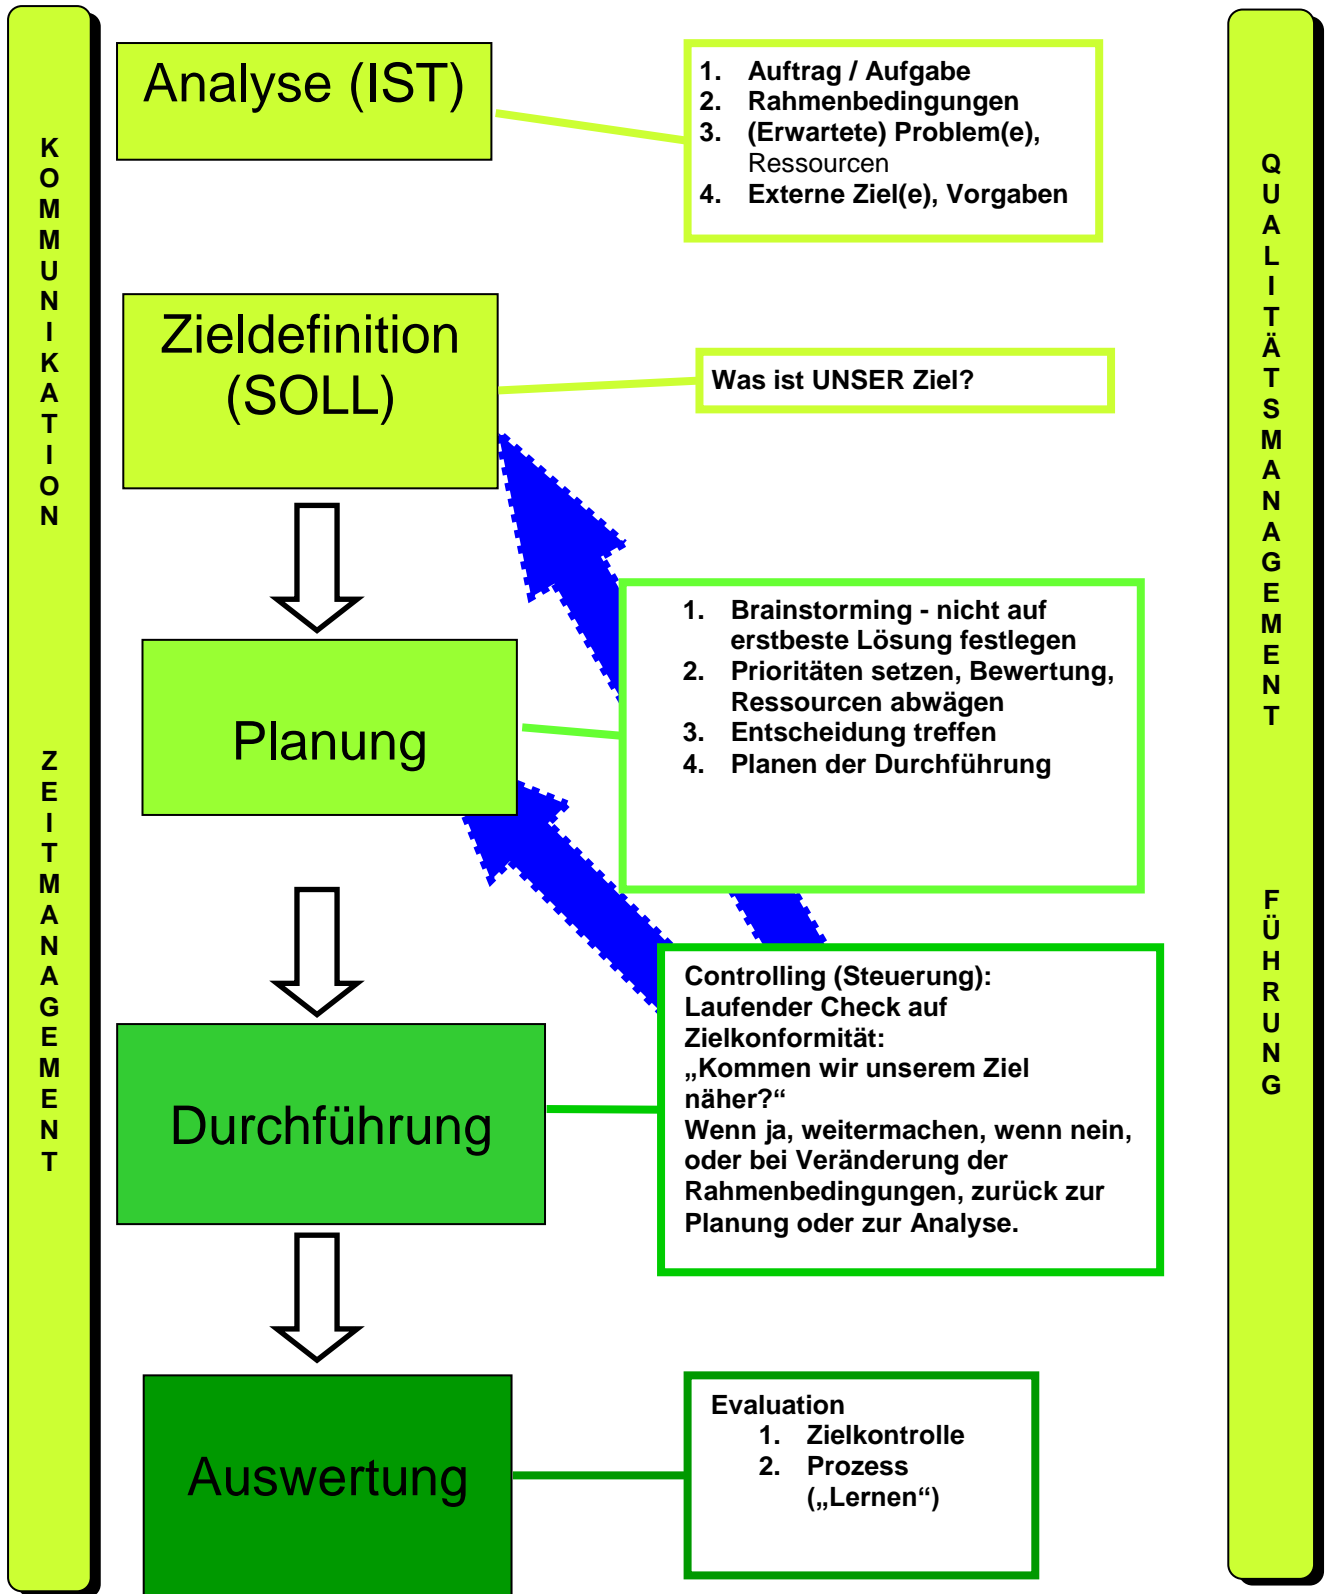 KOMMUNIKATION
ZEITMANAGEMENT
Analyse (IST)
1. Auftrag / Aufgabe
2. Rahmenbedingungen
3. (Erwartete) Problem(e),
Ressourcen
4. Externe Ziel(e), Vorgaben
Zieldefinition
(SOLL)
Was ist UNSER Ziel?
Planung
1. Brainstorming - nicht auf
erstbeste Lösung festlegen
2. Prioritäten setzen, Bewertung,
Ressourcen abwägen
3. Entscheidung treffen
4. Planen der Durchführung
Durchführung
Controlling (Steuerung):
Laufender Check auf
Zielkonformität:
„Kommen wir unserem Ziel
näher?“
Wenn ja, weitermachen, wenn nein,
oder bei Veränderung der
Rahmenbedingungen, zurück zur
Planung oder zur Analyse.
Auswertung
Evaluation
1. Zielkontrolle
2. Prozess
(„Lernen“)
QUALITÄTSMANAGEMENT
FÜHRUNG